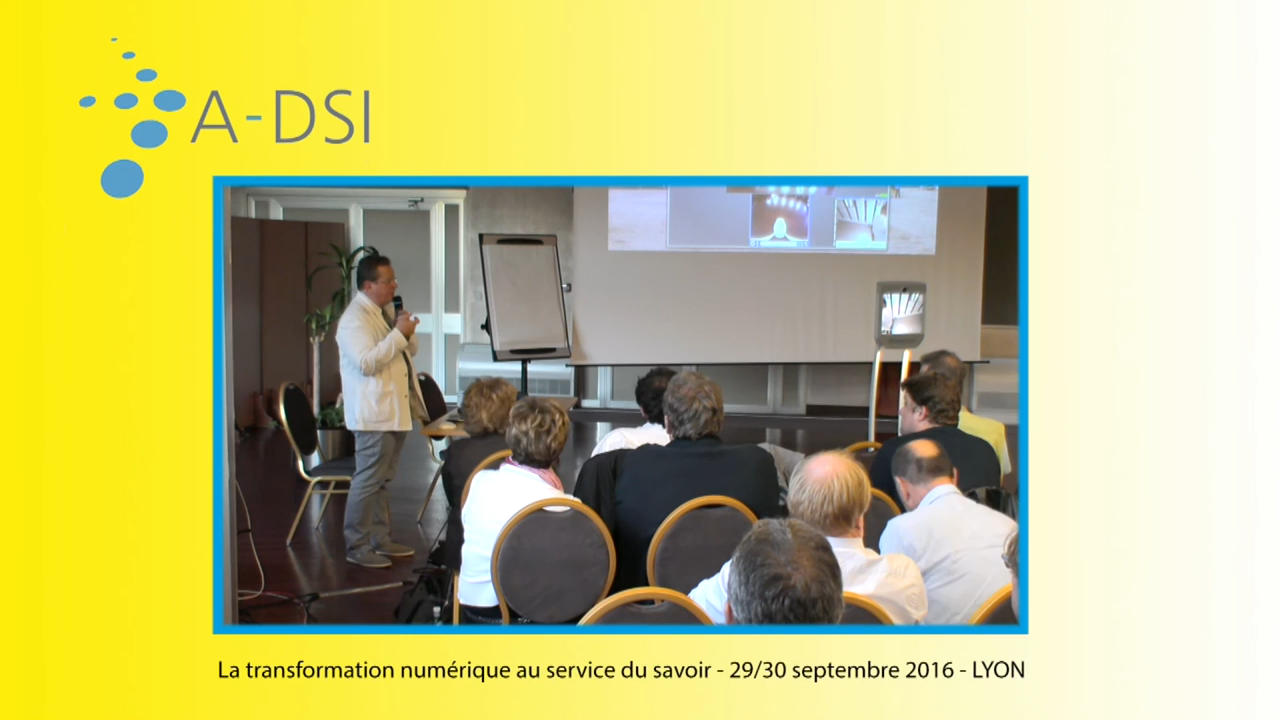 A-DSI
La transformation numérique au service du savoir - 29/30 septembre 2016 - LYON